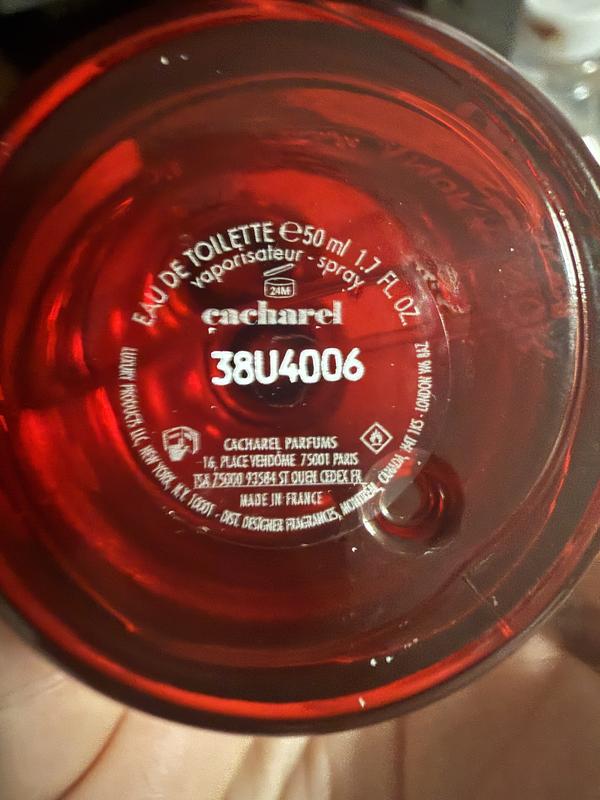 EAU DE TOILETTE ℮50 ml 1.7 FL. OZ.
vaporisateur - spray
24M
cacharel
38U4006
CACHAREL PARFUMS
16, PLACE VENDÔME 75001 PARIS
TSA 75000 93584 ST OUEN CEDEX FR
MADE IN FRANCE
LUXURY PRODUCTS LLC, NEW YORK, N.Y. 10001 - DIST. DESIGNER FRAGRANCES, MONTRÉAL, CANADA, H4T 1K5 - LONDON W6 8AZ